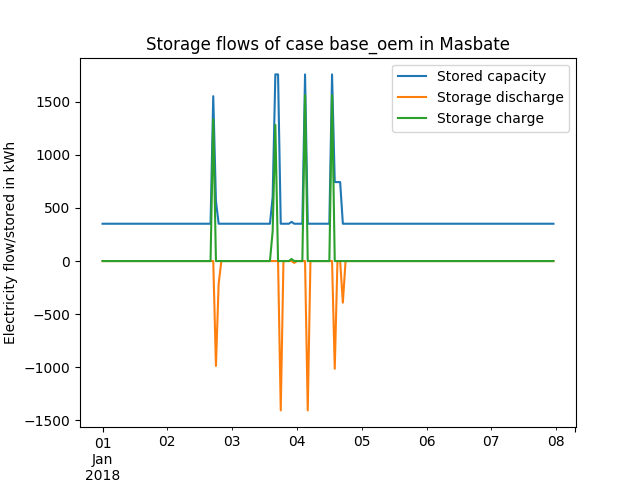 Storage flows of case base_oem in Masbate
Stored capacity
Storage discharge
Storage charge
Electricity flow/stored in kWh
1500
1000
500
0
−500
−1000
−1500
01 02 03 04 05 06 07 08
Jan
2018